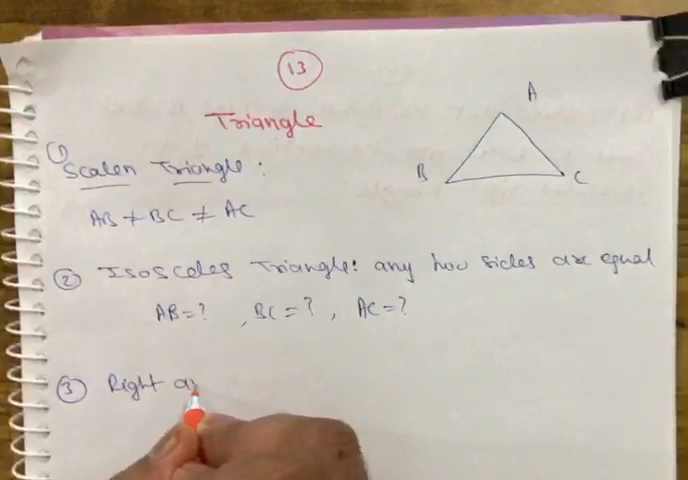 13
Triangle
A
B
C
① Scalen Triangle:
AB ≠ BC ≠ AC
② Isosceles Triangle: any two sides are equal
AB=? , BC=? , AC=?
③ Right an